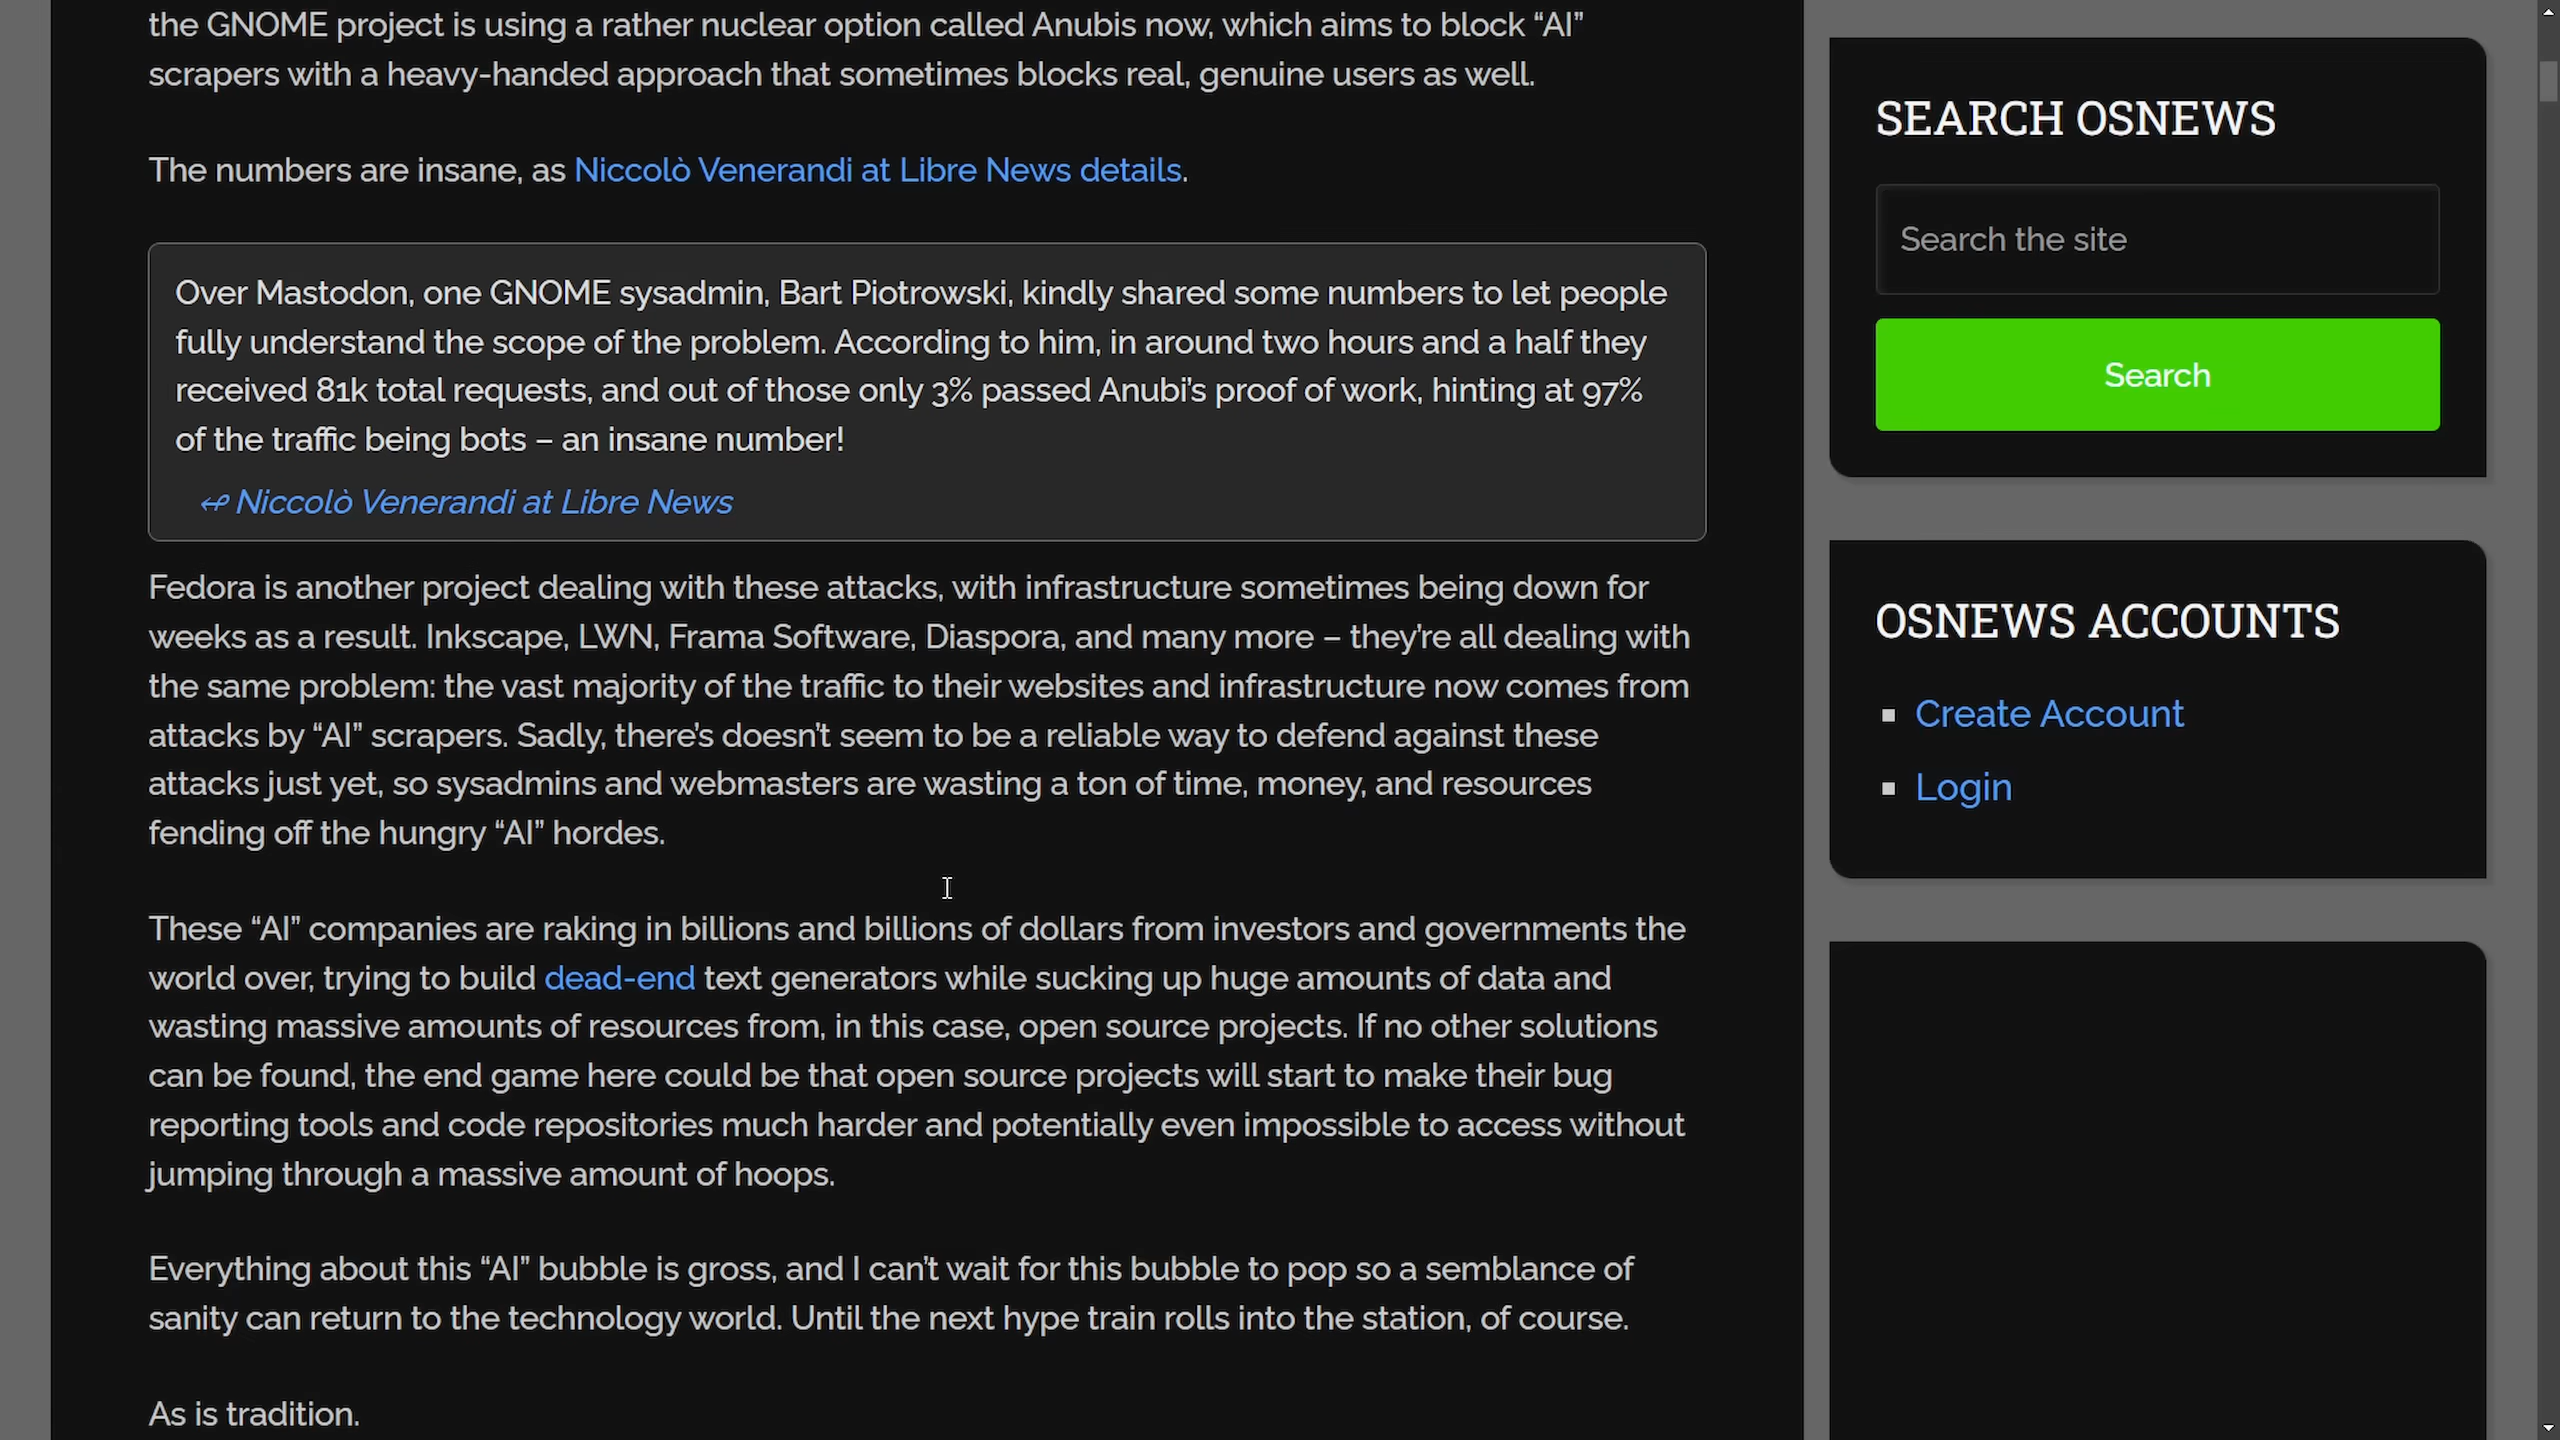 the GNOME project is using a rather nuclear option called Anubis now, which aims to block “AI”
scrapers with a heavy-handed approach that sometimes blocks real, genuine users as well.
The numbers are insane, as Niccolò Venerandi at Libre News details.
Over Mastodon, one GNOME sysadmin, Bart Piotrowski, kindly shared some numbers to let people
fully understand the scope of the problem. According to him, in around two hours and a half they
received 81k total requests, and out of those only 3% passed Anubi’s proof of work, hinting at 97%
of the traffic being bots – an insane number!
↫ Niccolò Venerandi at Libre News
Fedora is another project dealing with these attacks, with infrastructure sometimes being down for
weeks as a result. Inkscape, LWN, Frama Software, Diaspora, and many more – they’re all dealing with
the same problem: the vast majority of the traffic to their websites and infrastructure now comes from
attacks by “AI” scrapers. Sadly, there’s doesn’t seem to be a reliable way to defend against these
attacks just yet, so sysadmins and webmasters are wasting a ton of time, money, and resources
fending off the hungry “AI” hordes.
These “AI” companies are raking in billions and billions of dollars from investors and governments the
world over, trying to build dead-end text generators while sucking up huge amounts of data and
wasting massive amounts of resources from, in this case, open source projects. If no other solutions
can be found, the end game here could be that open source projects will start to make their bug
reporting tools and code repositories much harder and potentially even impossible to access without
jumping through a massive amount of hoops.
Everything about this “AI” bubble is gross, and I can’t wait for this bubble to pop so a semblance of
sanity can return to the technology world. Until the next hype train rolls into the station, of course.
As is tradition.
SEARCH OSNEWS
Search the site
Search
OSNEWS ACCOUNTS
Create Account
Login